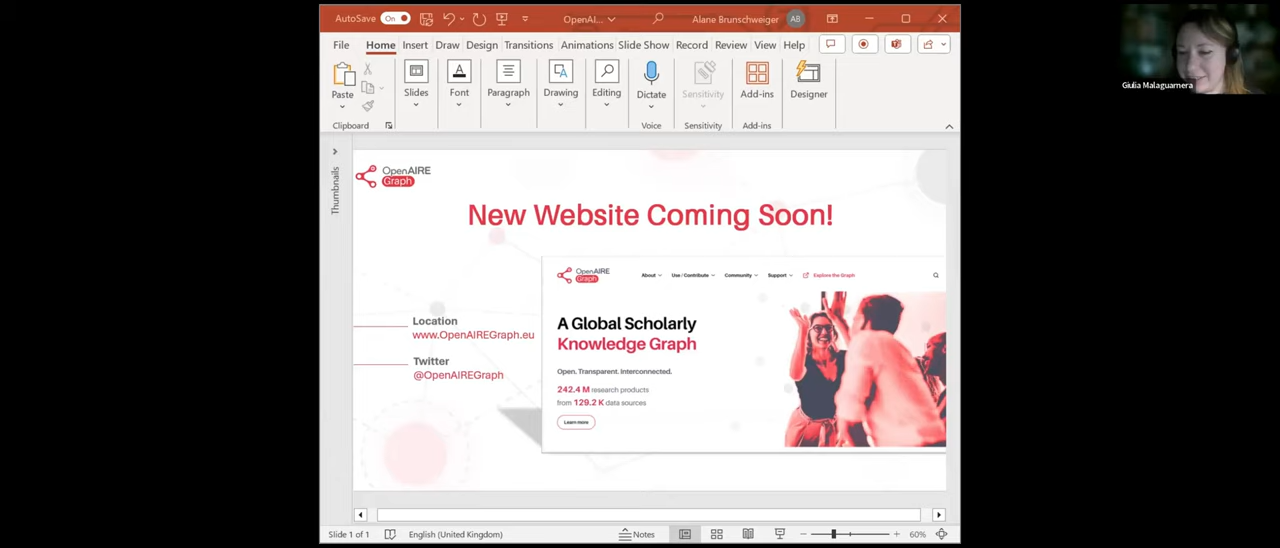 AutoSave On OpenAI... Alane Brunschweiger AB
File Home Insert Draw Design Transitions Animations Slide Show Record Review View Help
Paste Slides Font Paragraph Drawing Editing Dictate Sensitivity Add-ins Designer
Clipboard Voice Sensitivity Add-ins
Giulia Malaguarnera
Thumbnails
OpenAIRE
Graph
New Website Coming Soon!
OpenAIRE
Graph
About Use / Contribute Community Support Explore the Graph
Location
www.OpenAIREGraph.eu
Twitter
@OpenAIREGraph
A Global Scholarly
Knowledge Graph
Open. Transparent. Interconnected.
242.4 M research products
from 129.2 K data sources
Learn more
Slide 1 of 1 English (United Kingdom) Notes 60%